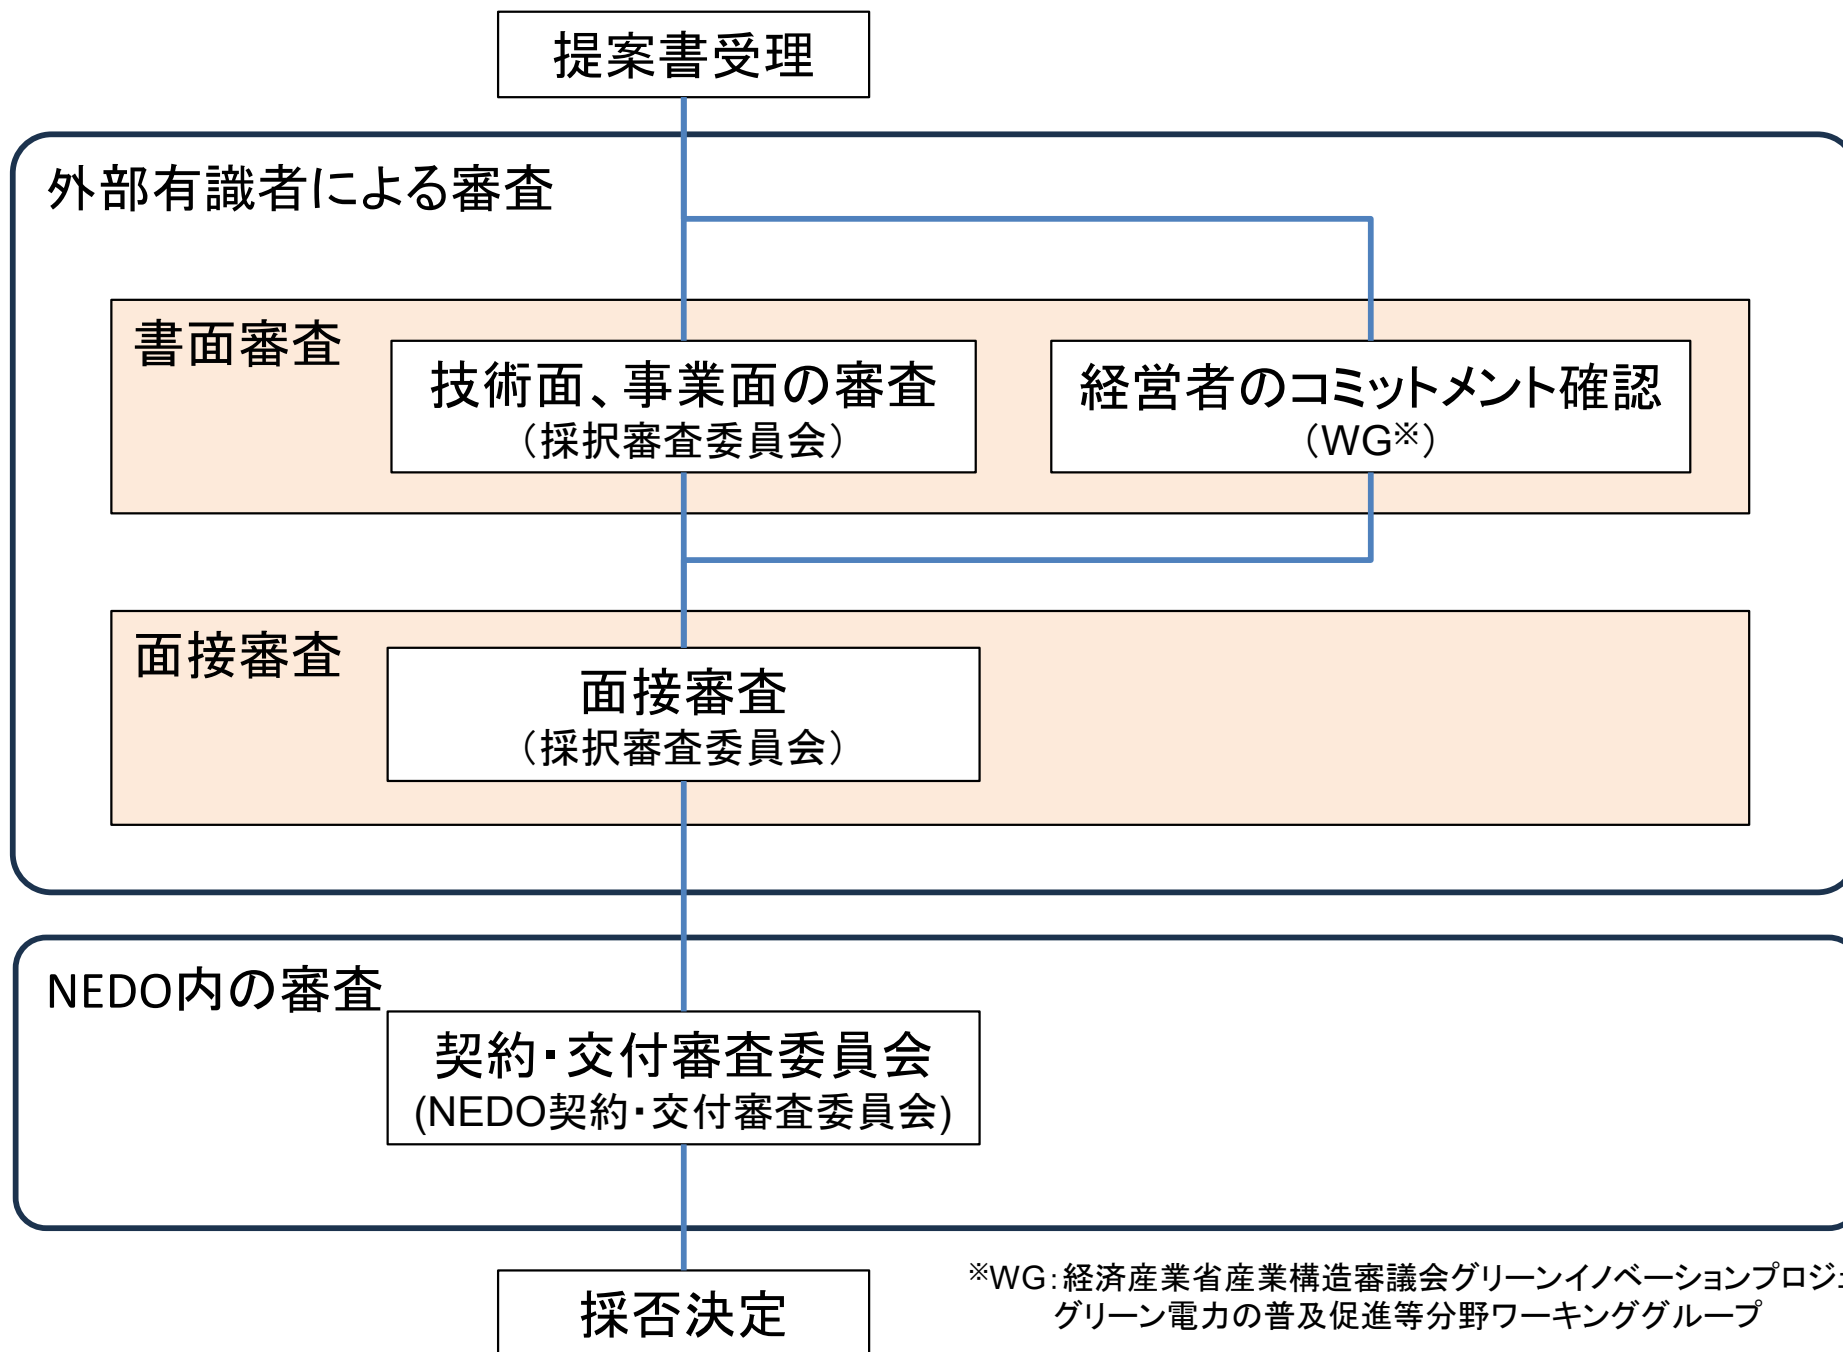 提案書受理
外部有識者による審査
書面審査
技術面、事業面の審査
（採択審査委員会）
経営者のコミットメント確認
（WG※）
面接審査
面接審査
（採択審査委員会）
NEDO内の審査
契約・交付審査委員会
(NEDO契約・交付審査委員会)
採否決定
※WG：経済産業省産業構造審議会グリーンイノベーションプロジ
グリーン電力の普及促進等分野ワーキンググループ